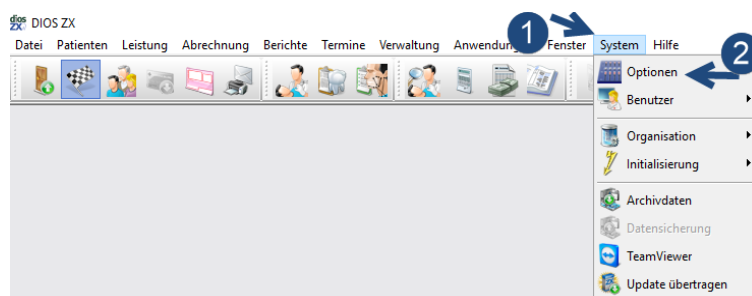 dios ZX DIOS ZX
Datei Patienten Leistung Abrechnung Berichte Termine Verwaltung Anwendung Fenster System Hilfe
1
2
Optionen
Benutzer
Organisation
Initialisierung
Archivdaten
Datensicherung
TeamViewer
Update übertragen